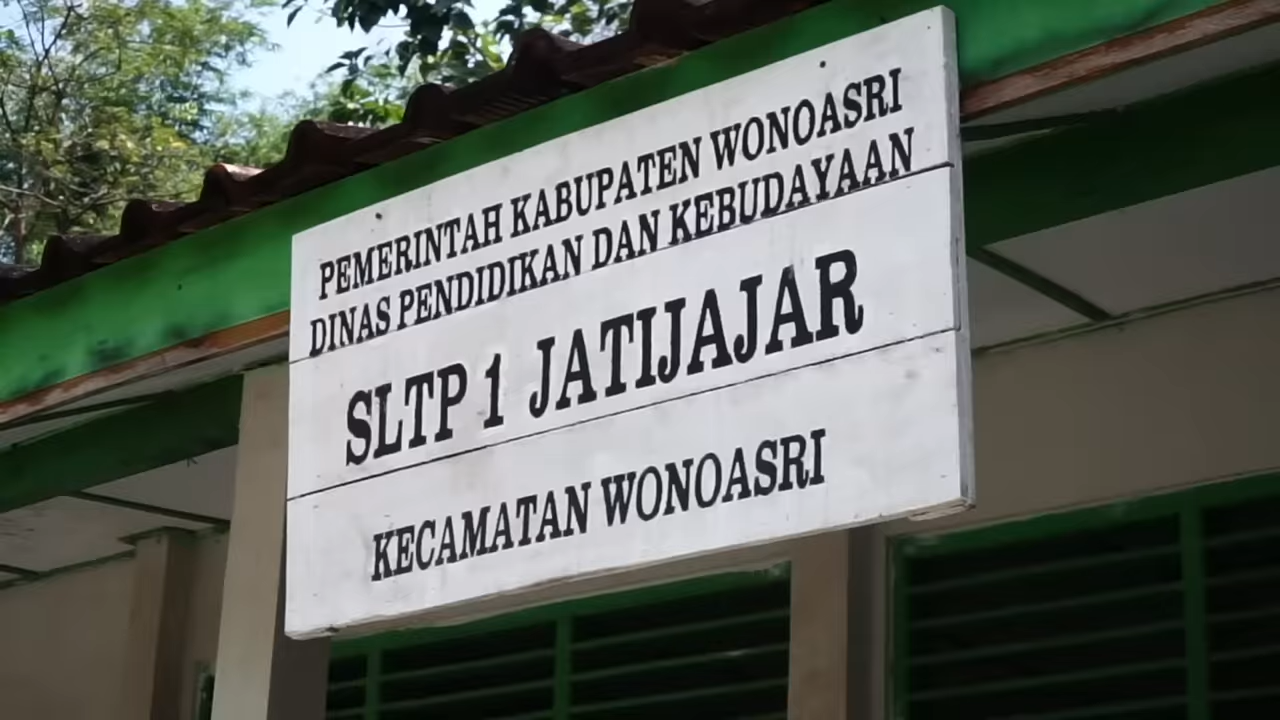 PEMERINTAH KABUPATEN WONOASRI
DINAS PENDIDIKAN DAN KEBUDAYAAN
SLTP 1 JATIJAJAR
KECAMATAN WONOASRI